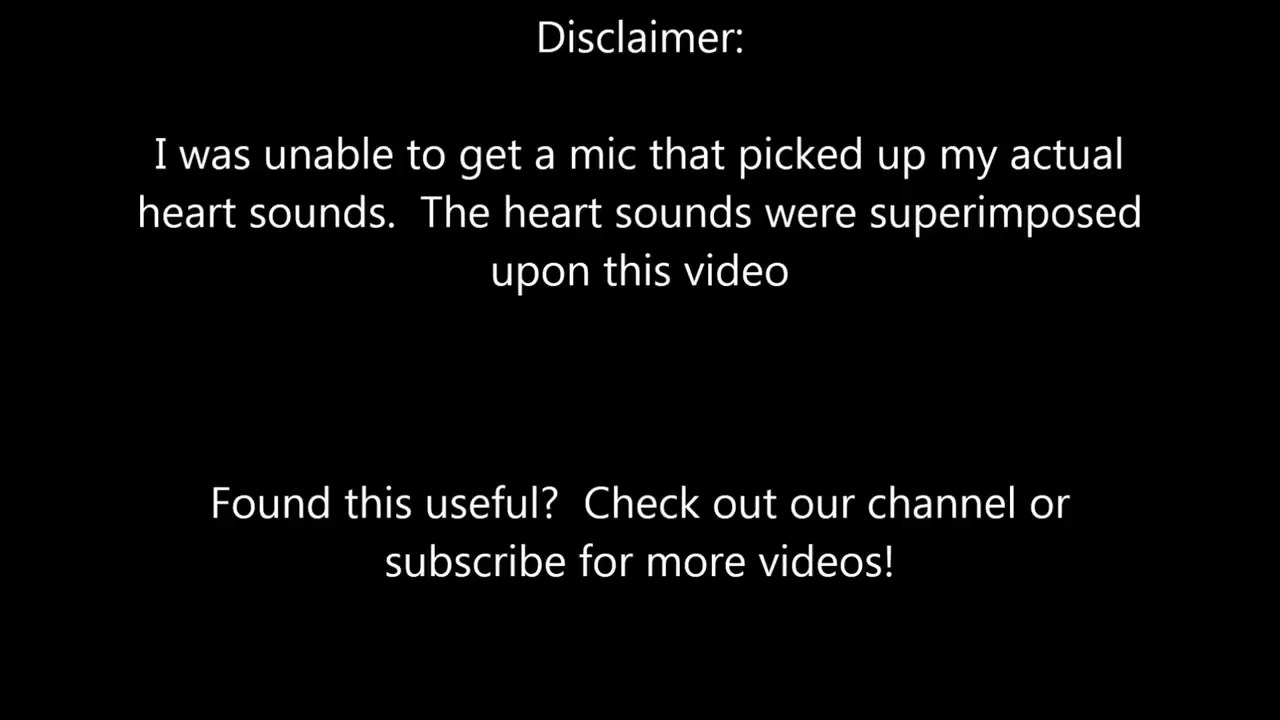 Disclaimer:
I was unable to get a mic that picked up my actual
heart sounds.  The heart sounds were superimposed
upon this video
Found this useful?  Check out our channel or
subscribe for more videos!